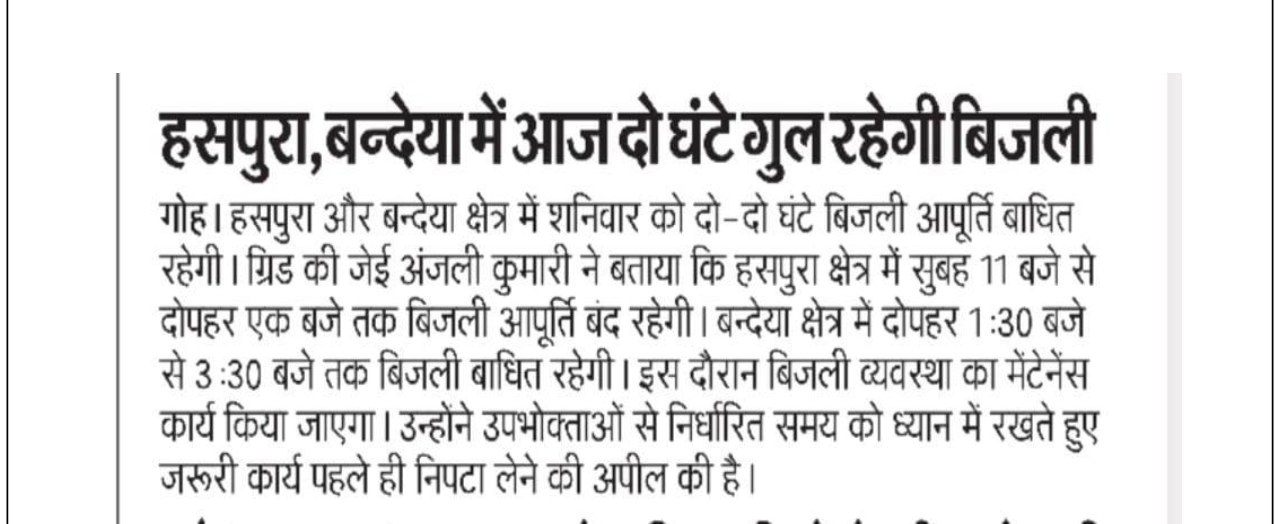 हसपुरा, बन्देया में आज दो घंटे गुल रहेगी बिजली
गोह। हसपुरा और बन्देया क्षेत्र में शनिवार को दो-दो घंटे बिजली आपूर्ति बाधित
रहेगी। ग्रिड की जेई अंजली कुमारी ने बताया कि हसपुरा क्षेत्र में सुबह 11 बजे से
दोपहर एक बजे तक बिजली आपूर्ति बंद रहेगी। बन्देया क्षेत्र में दोपहर 1:30 बजे
से 3:30 बजे तक बिजली बाधित रहेगी। इस दौरान बिजली व्यवस्था का मेंटेनेंस
कार्य किया जाएगा। उन्होंने उपभोक्ताओं से निर्धारित समय को ध्यान में रखते हुए
जरूरी कार्य पहले ही निपटा लेने की अपील की है।